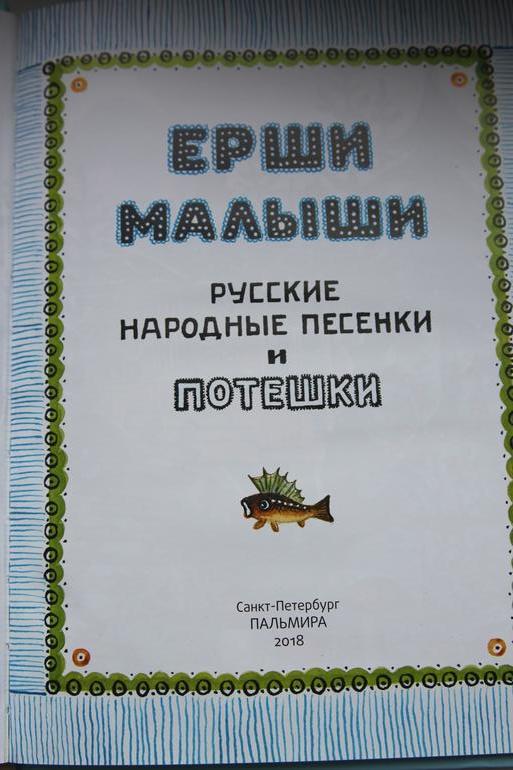 ЕРШИ
МАЛЫШИ
РУССКИЕ
НАРОДНЫЕ ПЕСЕНКИ
и
ПОТЕШКИ
Санкт-Петербург
ПАЛЬМИРА
2018